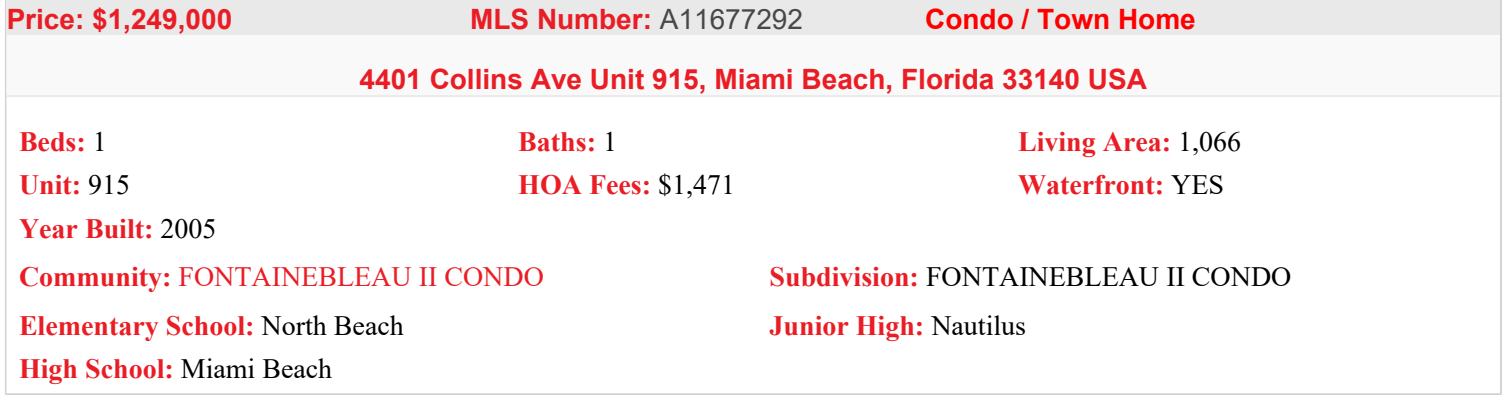 Price: $1,249,000 MLS Number: A11677292 Condo / Town Home
4401 Collins Ave Unit 915, Miami Beach, Florida 33140 USA
Beds: 1 Baths: 1 Living Area: 1,066
Unit: 915 HOA Fees: $1,471 Waterfront: YES
Year Built: 2005
Community: FONTAINEBLEAU II CONDO Subdivision: FONTAINEBLEAU II CONDO
Elementary School: North Beach Junior High: Nautilus
High School: Miami Beach